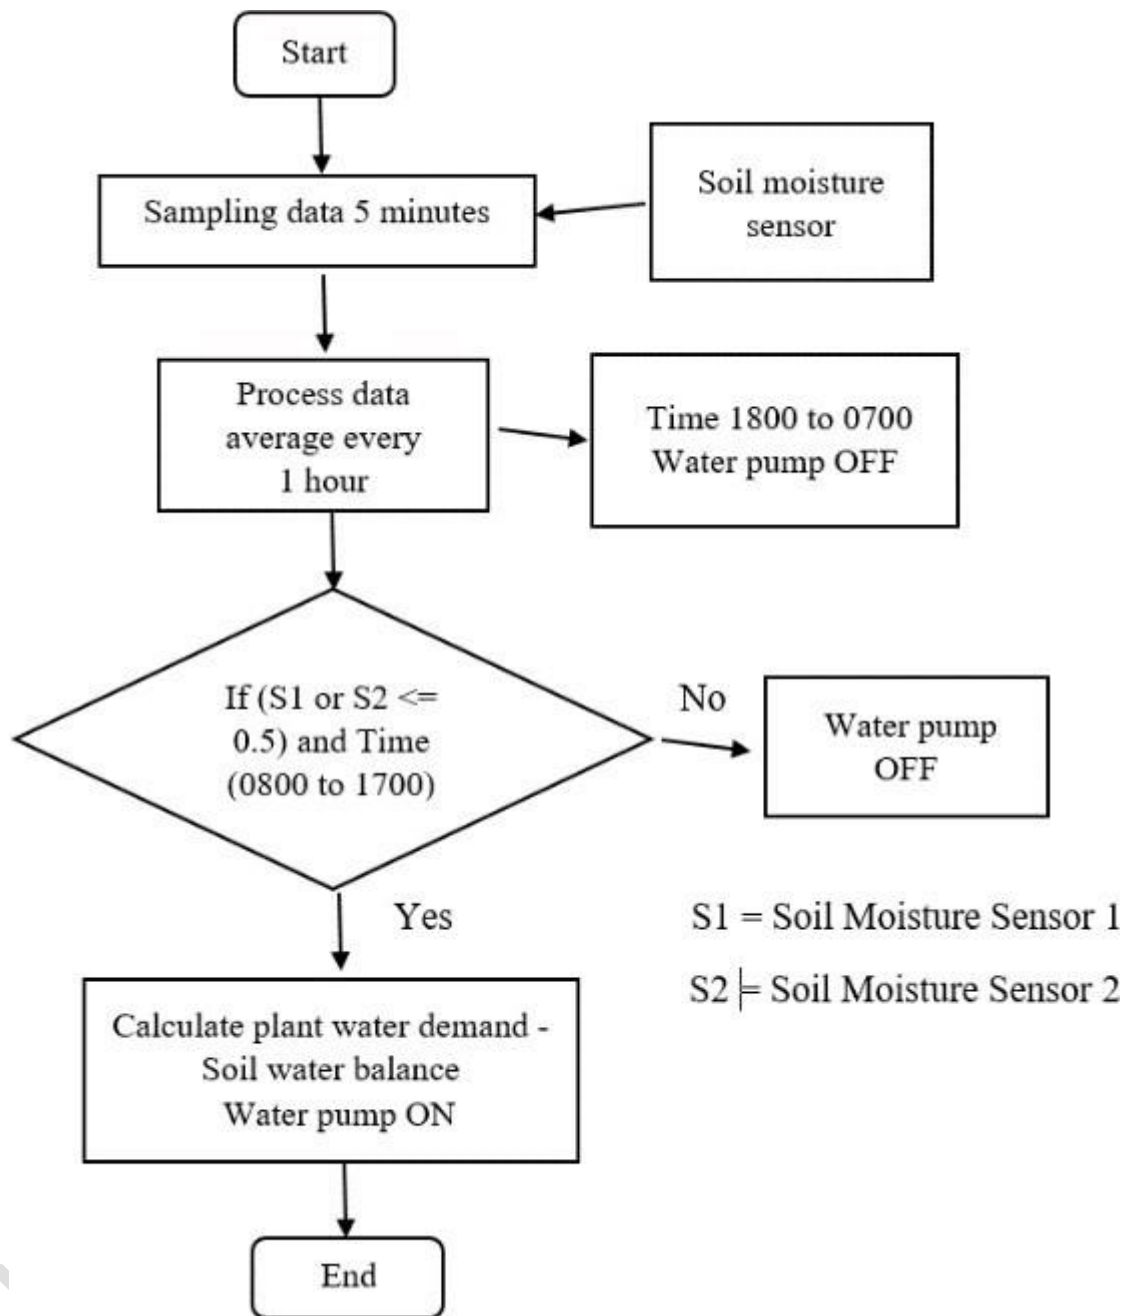 Start
Sampling data 5 minutes
Soil moisture
sensor
Process data
average every
1 hour
Time 1800 to 0700
Water pump OFF
If (S1 or S2 <=
0.5) and Time
(0800 to 1700)
No
Water pump
OFF
Yes
S1 = Soil Moisture Sensor 1
S2 = Soil Moisture Sensor 2
Calculate plant water demand -
Soil water balance
Water pump ON
End